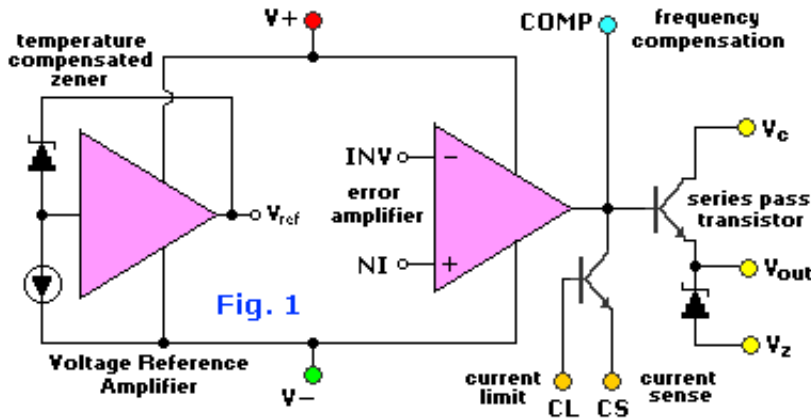 V+
COMP
frequency
compensation
temperature
compensated
zener
Vc
INV
−
error
amplifier
series pass
transistor
Vref
NI
+
Vout
Fig. 1
Voltage Reference
Amplifier
V−
Vz
current
limit
CL
CS
current
sense